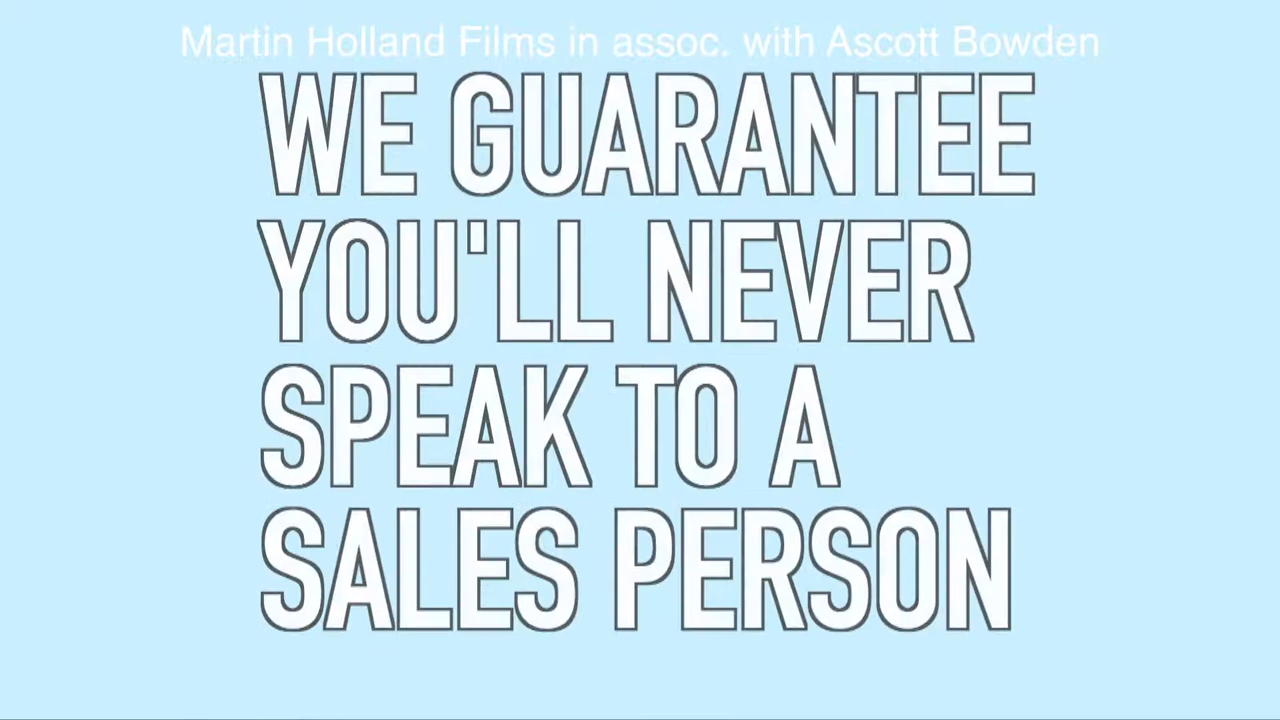 Martin Holland Films in assoc. with Ascott Bowden
WE GUARANTEE
YOU'LL NEVER
SPEAK TO A
SALES PERSON